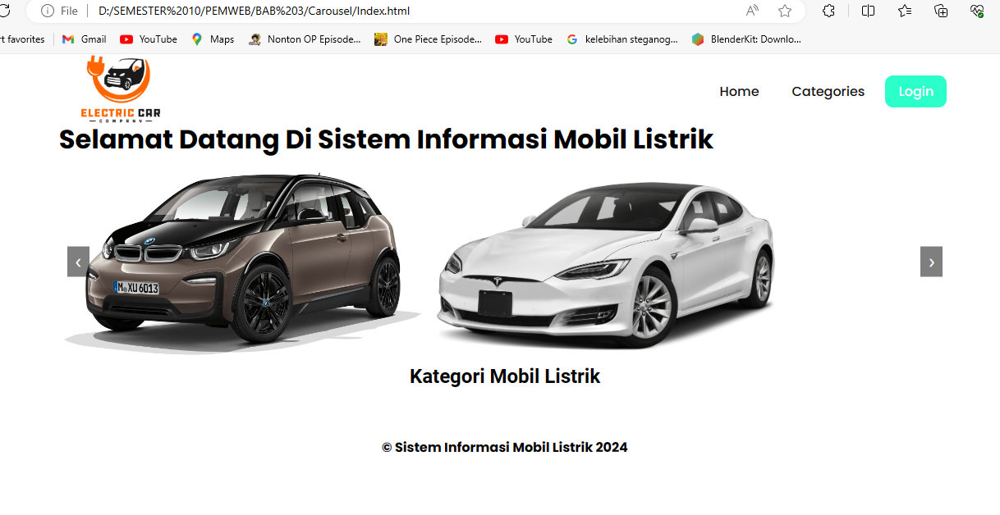 File D:/SEMESTER%2010/PEMWEB/BAB%203/Carousel/Index.html
rt favorites Gmail YouTube Maps Nonton OP Episode... One Piece Episode... YouTube kelebihan steganog... BlenderKit: Downlo...
ELECTRIC CAR
COMPANY
Home Categories Login
Selamat Datang Di Sistem Informasi Mobil Listrik
M XU 6013
‹ ›
Kategori Mobil Listrik
© Sistem Informasi Mobil Listrik 2024